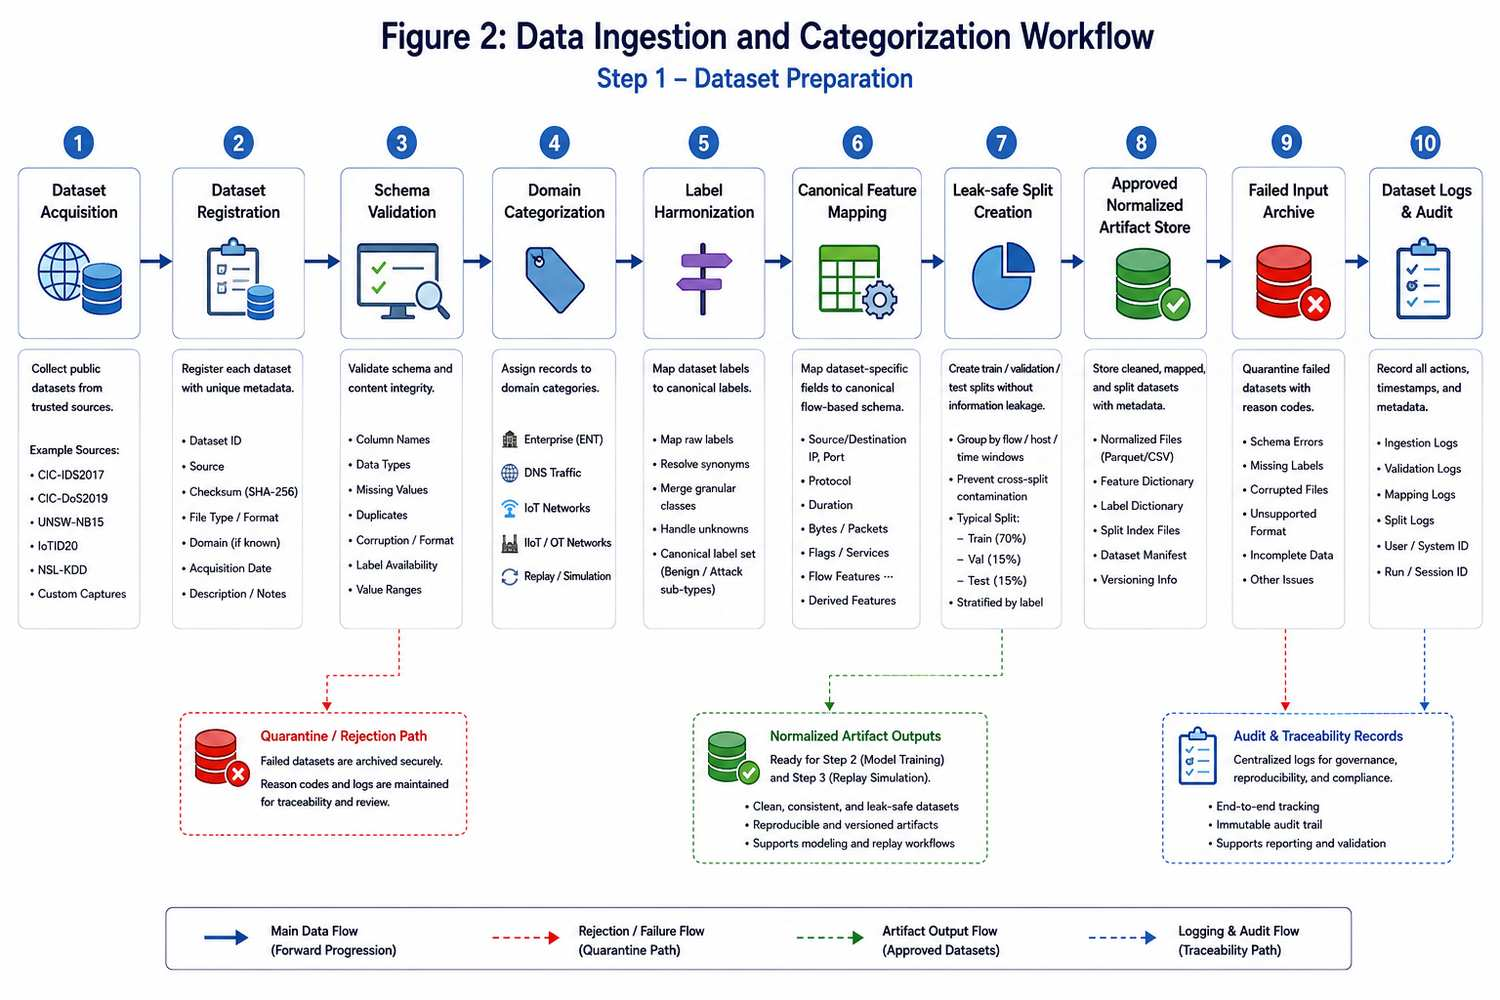 Figure 2: Data Ingestion and Categorization Workflow
Step 1 – Dataset Preparation
1
Dataset
Acquisition
Collect public
datasets from
trusted sources.
Example Sources:
• CIC-IDS2017
• CIC-DoS2019
• UNSW-NB15
• IoTID20
• NSL-KDD
• Custom Captures
2
Dataset
Registration
Register each dataset
with unique metadata.
• Dataset ID
• Source
• Checksum (SHA-256)
• File Type / Format
• Domain (if known)
• Acquisition Date
• Description / Notes
3
Schema
Validation
Validate schema and
content integrity.
• Column Names
• Data Types
• Missing Values
• Duplicates
• Corruption / Format
• Label Availability
• Value Ranges
4
Domain
Categorization
Assign records to
domain categories.
Enterprise (ENT)
DNS Traffic
IoT Networks
IIoT / OT Networks
Replay / Simulation
5
Label
Harmonization
Map dataset labels
to canonical labels.
• Map raw labels
• Resolve synonyms
• Merge granular
classes
• Handle unknowns
• Canonical label set
(Benign / Attack
sub-types)
6
Canonical Feature
Mapping
Map dataset-specific
fields to canonical
flow-based schema.
• Source/Destination
IP, Port
• Protocol
• Duration
• Bytes / Packets
• Flags / Services
• Flow Features ···
• Derived Features
7
Leak-safe Split
Creation
Create train / validation /
test splits without
information leakage.
• Group by flow / host /
time windows
• Prevent cross-split
contamination
• Typical Split:
– Train (70%)
– Val (15%)
– Test (15%)
• Stratified by label
8
Approved
Normalized
Artifact Store
Store cleaned, mapped,
and split datasets
with metadata.
• Normalized Files
(Parquet/CSV)
• Feature Dictionary
• Label Dictionary
• Split Index Files
• Dataset Manifest
• Versioning Info
9
Failed Input
Archive
Quarantine failed
datasets with
reason codes.
• Schema Errors
• Missing Labels
• Corrupted Files
• Unsupported
Format
• Incomplete Data
• Other Issues
10
Dataset Logs
& Audit
Record all actions,
timestamps, and
metadata.
• Ingestion Logs
• Validation Logs
• Mapping Logs
• Split Logs
• User / System ID
• Run / Session ID
Quarantine / Rejection Path
Failed datasets are archived securely.
Reason codes and logs are maintained
for traceability and review.
Normalized Artifact Outputs
Ready for Step 2 (Model Training)
and Step 3 (Replay Simulation).
• Clean, consistent, and leak-safe datasets
• Reproducible and versioned artifacts
• Supports modeling and replay workflows
Audit & Traceability Records
Centralized logs for governance,
reproducibility, and compliance.
• End-to-end tracking
• Immutable audit trail
• Supports reporting and validation
Main Data Flow
(Forward Progression)
Rejection / Failure Flow
(Quarantine Path)
Artifact Output Flow
(Approved Datasets)
Logging & Audit Flow
(Traceability Path)